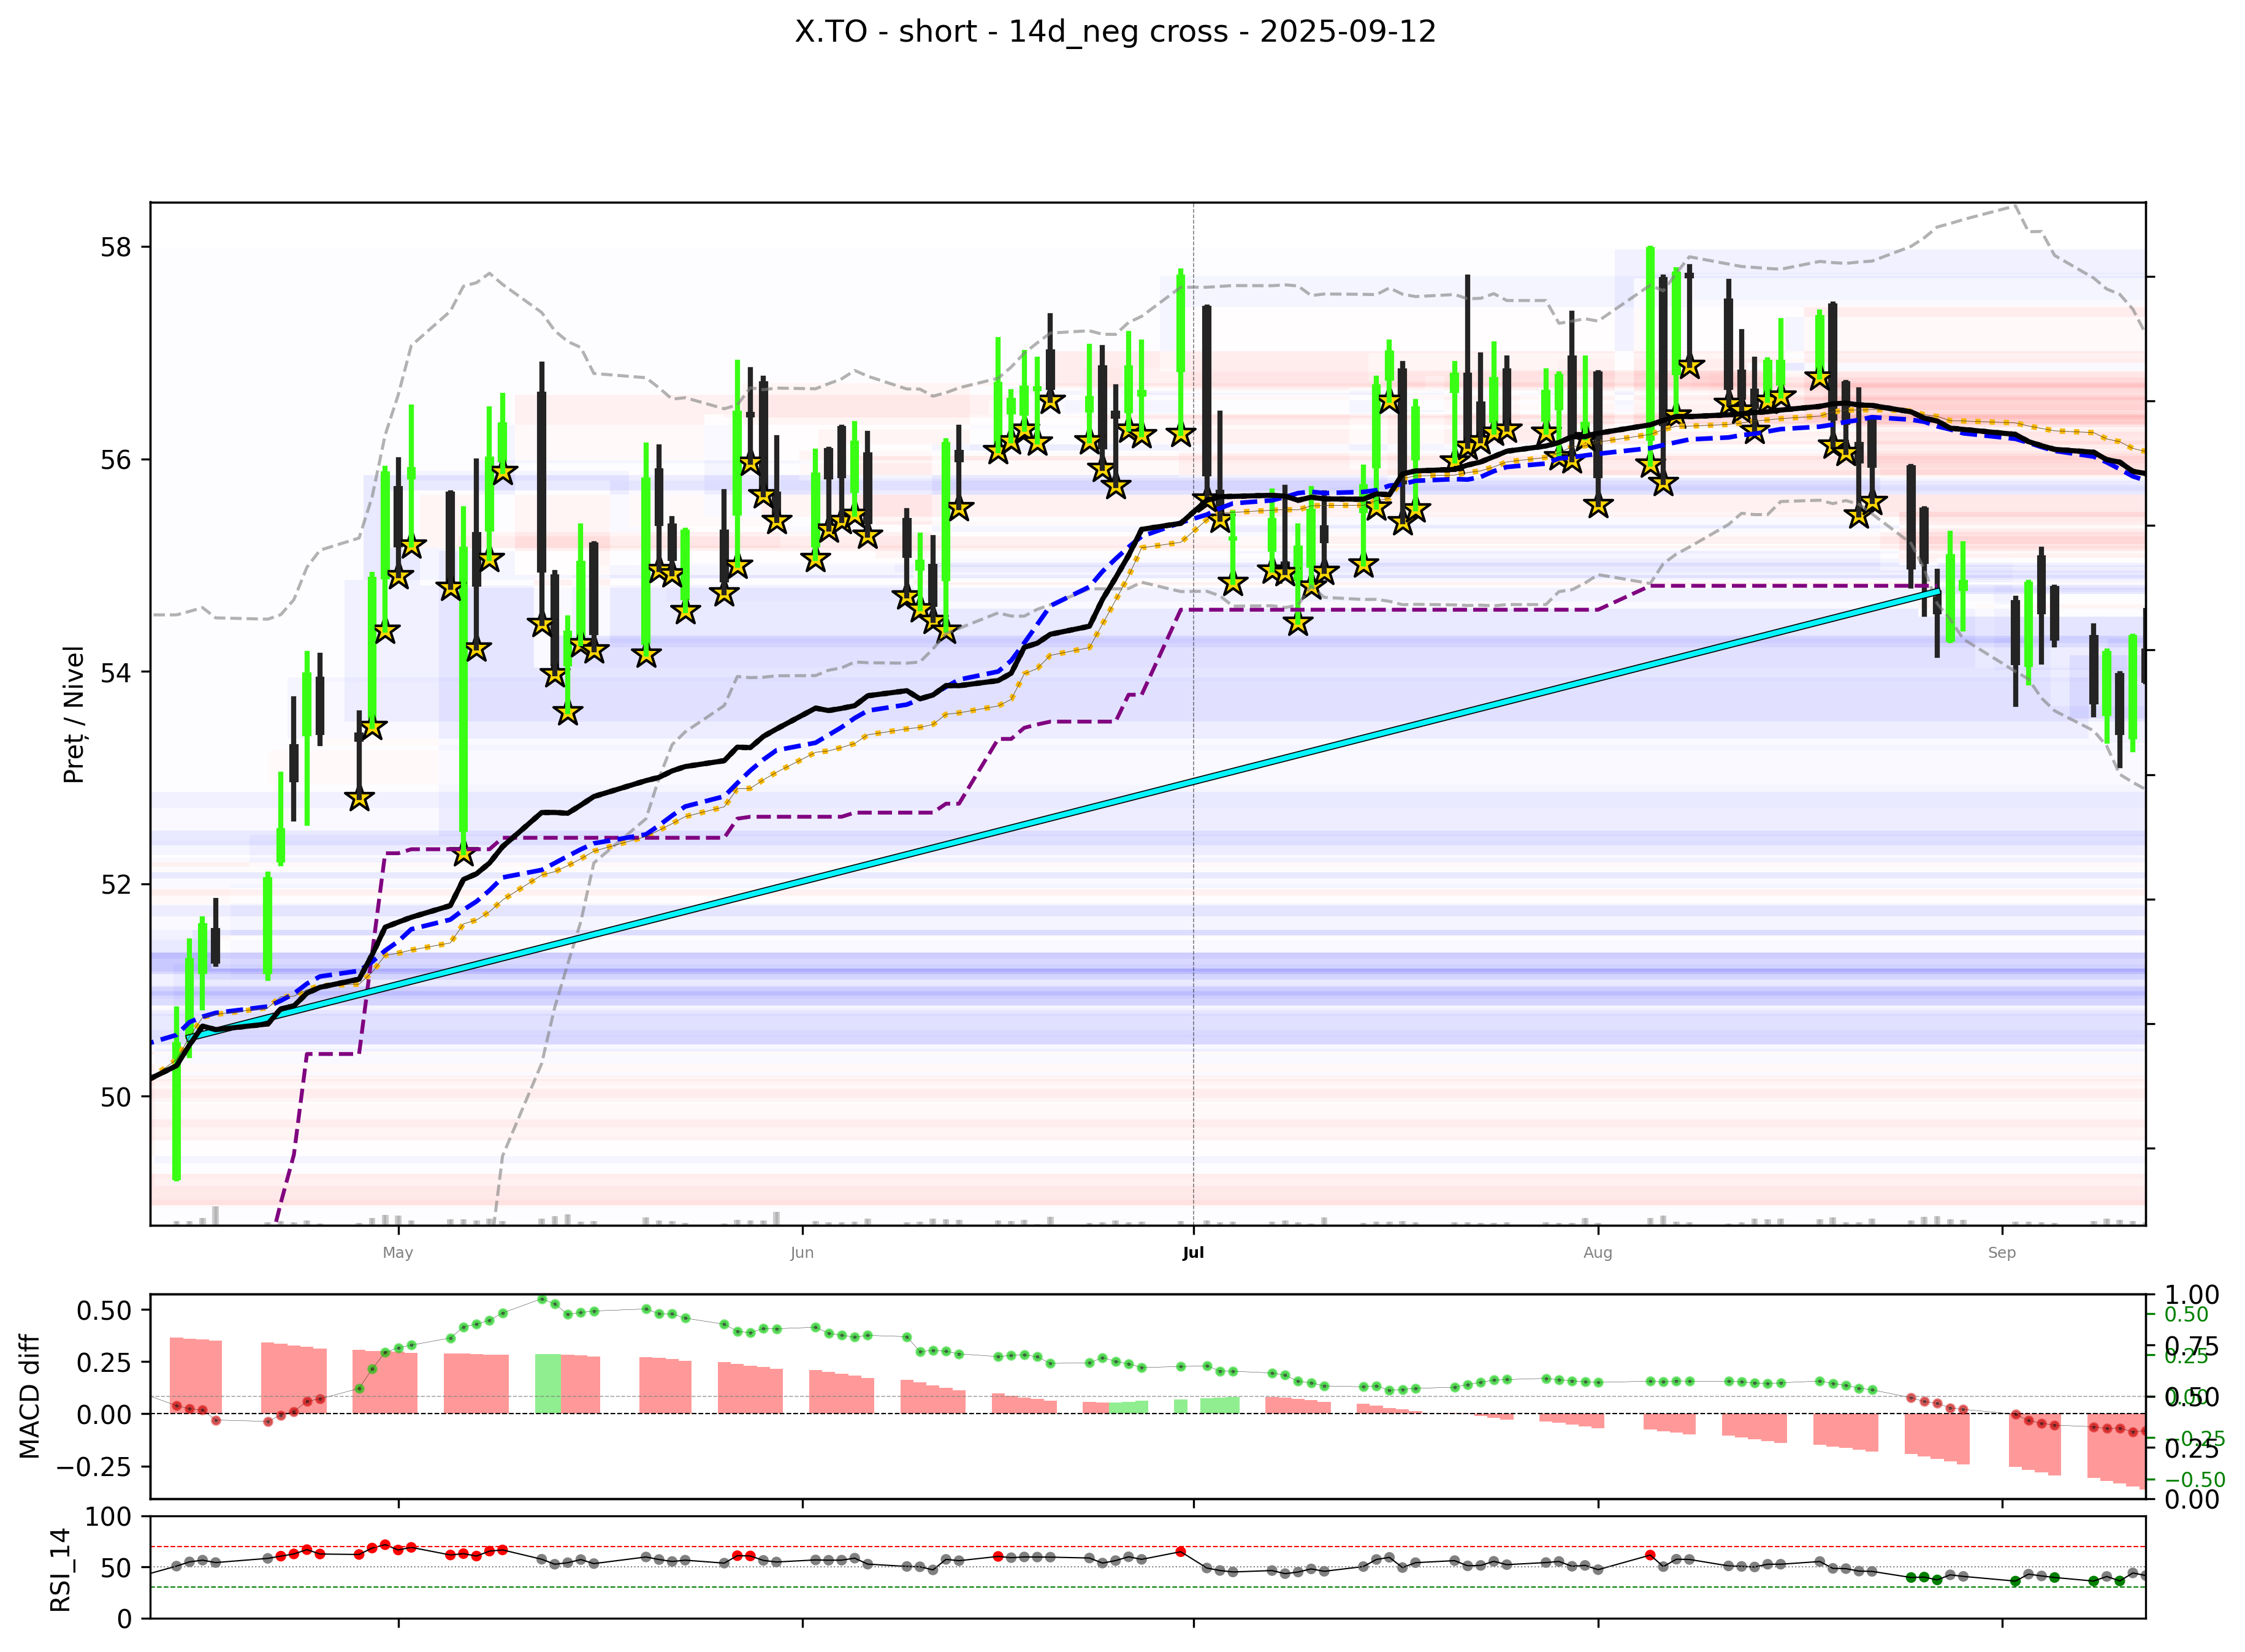 X.TO - short - 14d_neg cross - 2025-09-12
58
56
54
52
50
Preț / Nivel
May
Jun
Jul
Aug
Sep
0.50
0.25
0.00
−0.25
MACD diff
1.00
0.75
0.50
0.25
0.00
0.50
0.25
0.00
−0.25
−0.50
100
50
0
RSI_14